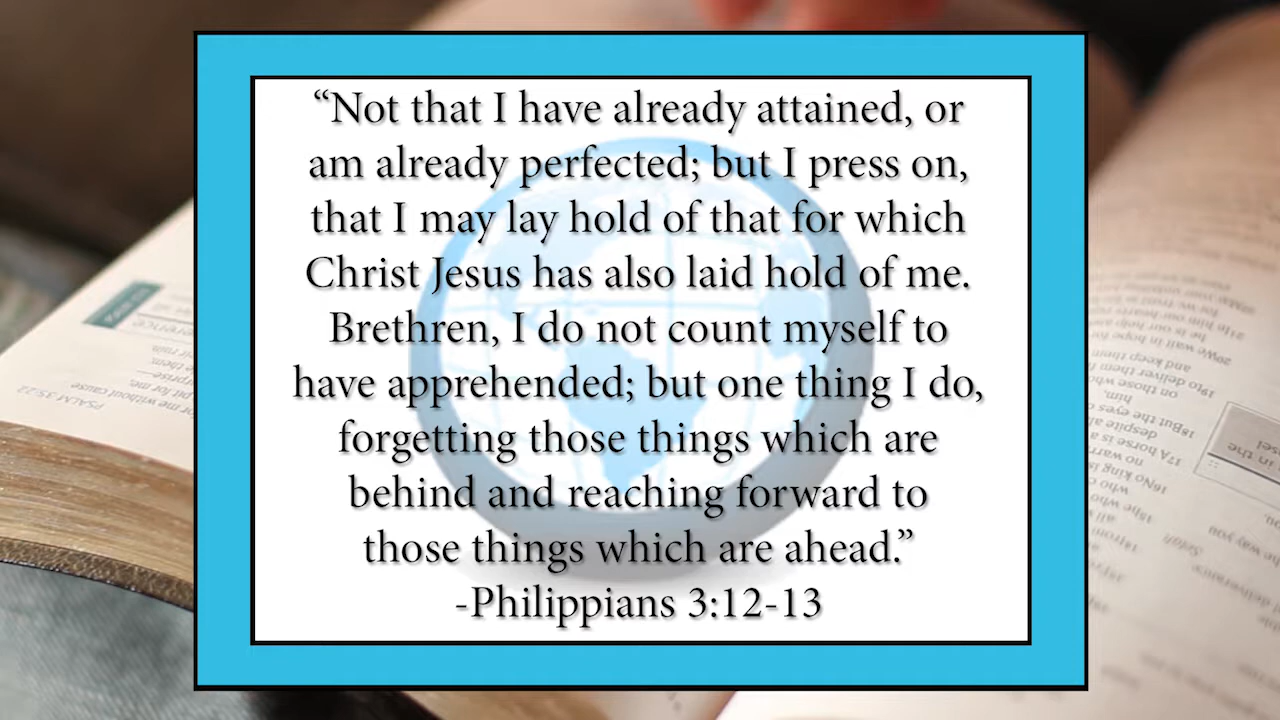 “Not that I have already attained, or
am already perfected; but I press on,
that I may lay hold of that for which
Christ Jesus has also laid hold of me.
Brethren, I do not count myself to
have apprehended; but one thing I do,
forgetting those things which are
behind and reaching forward to
those things which are ahead.”
-Philippians 3:12-13
PSALM 35:22